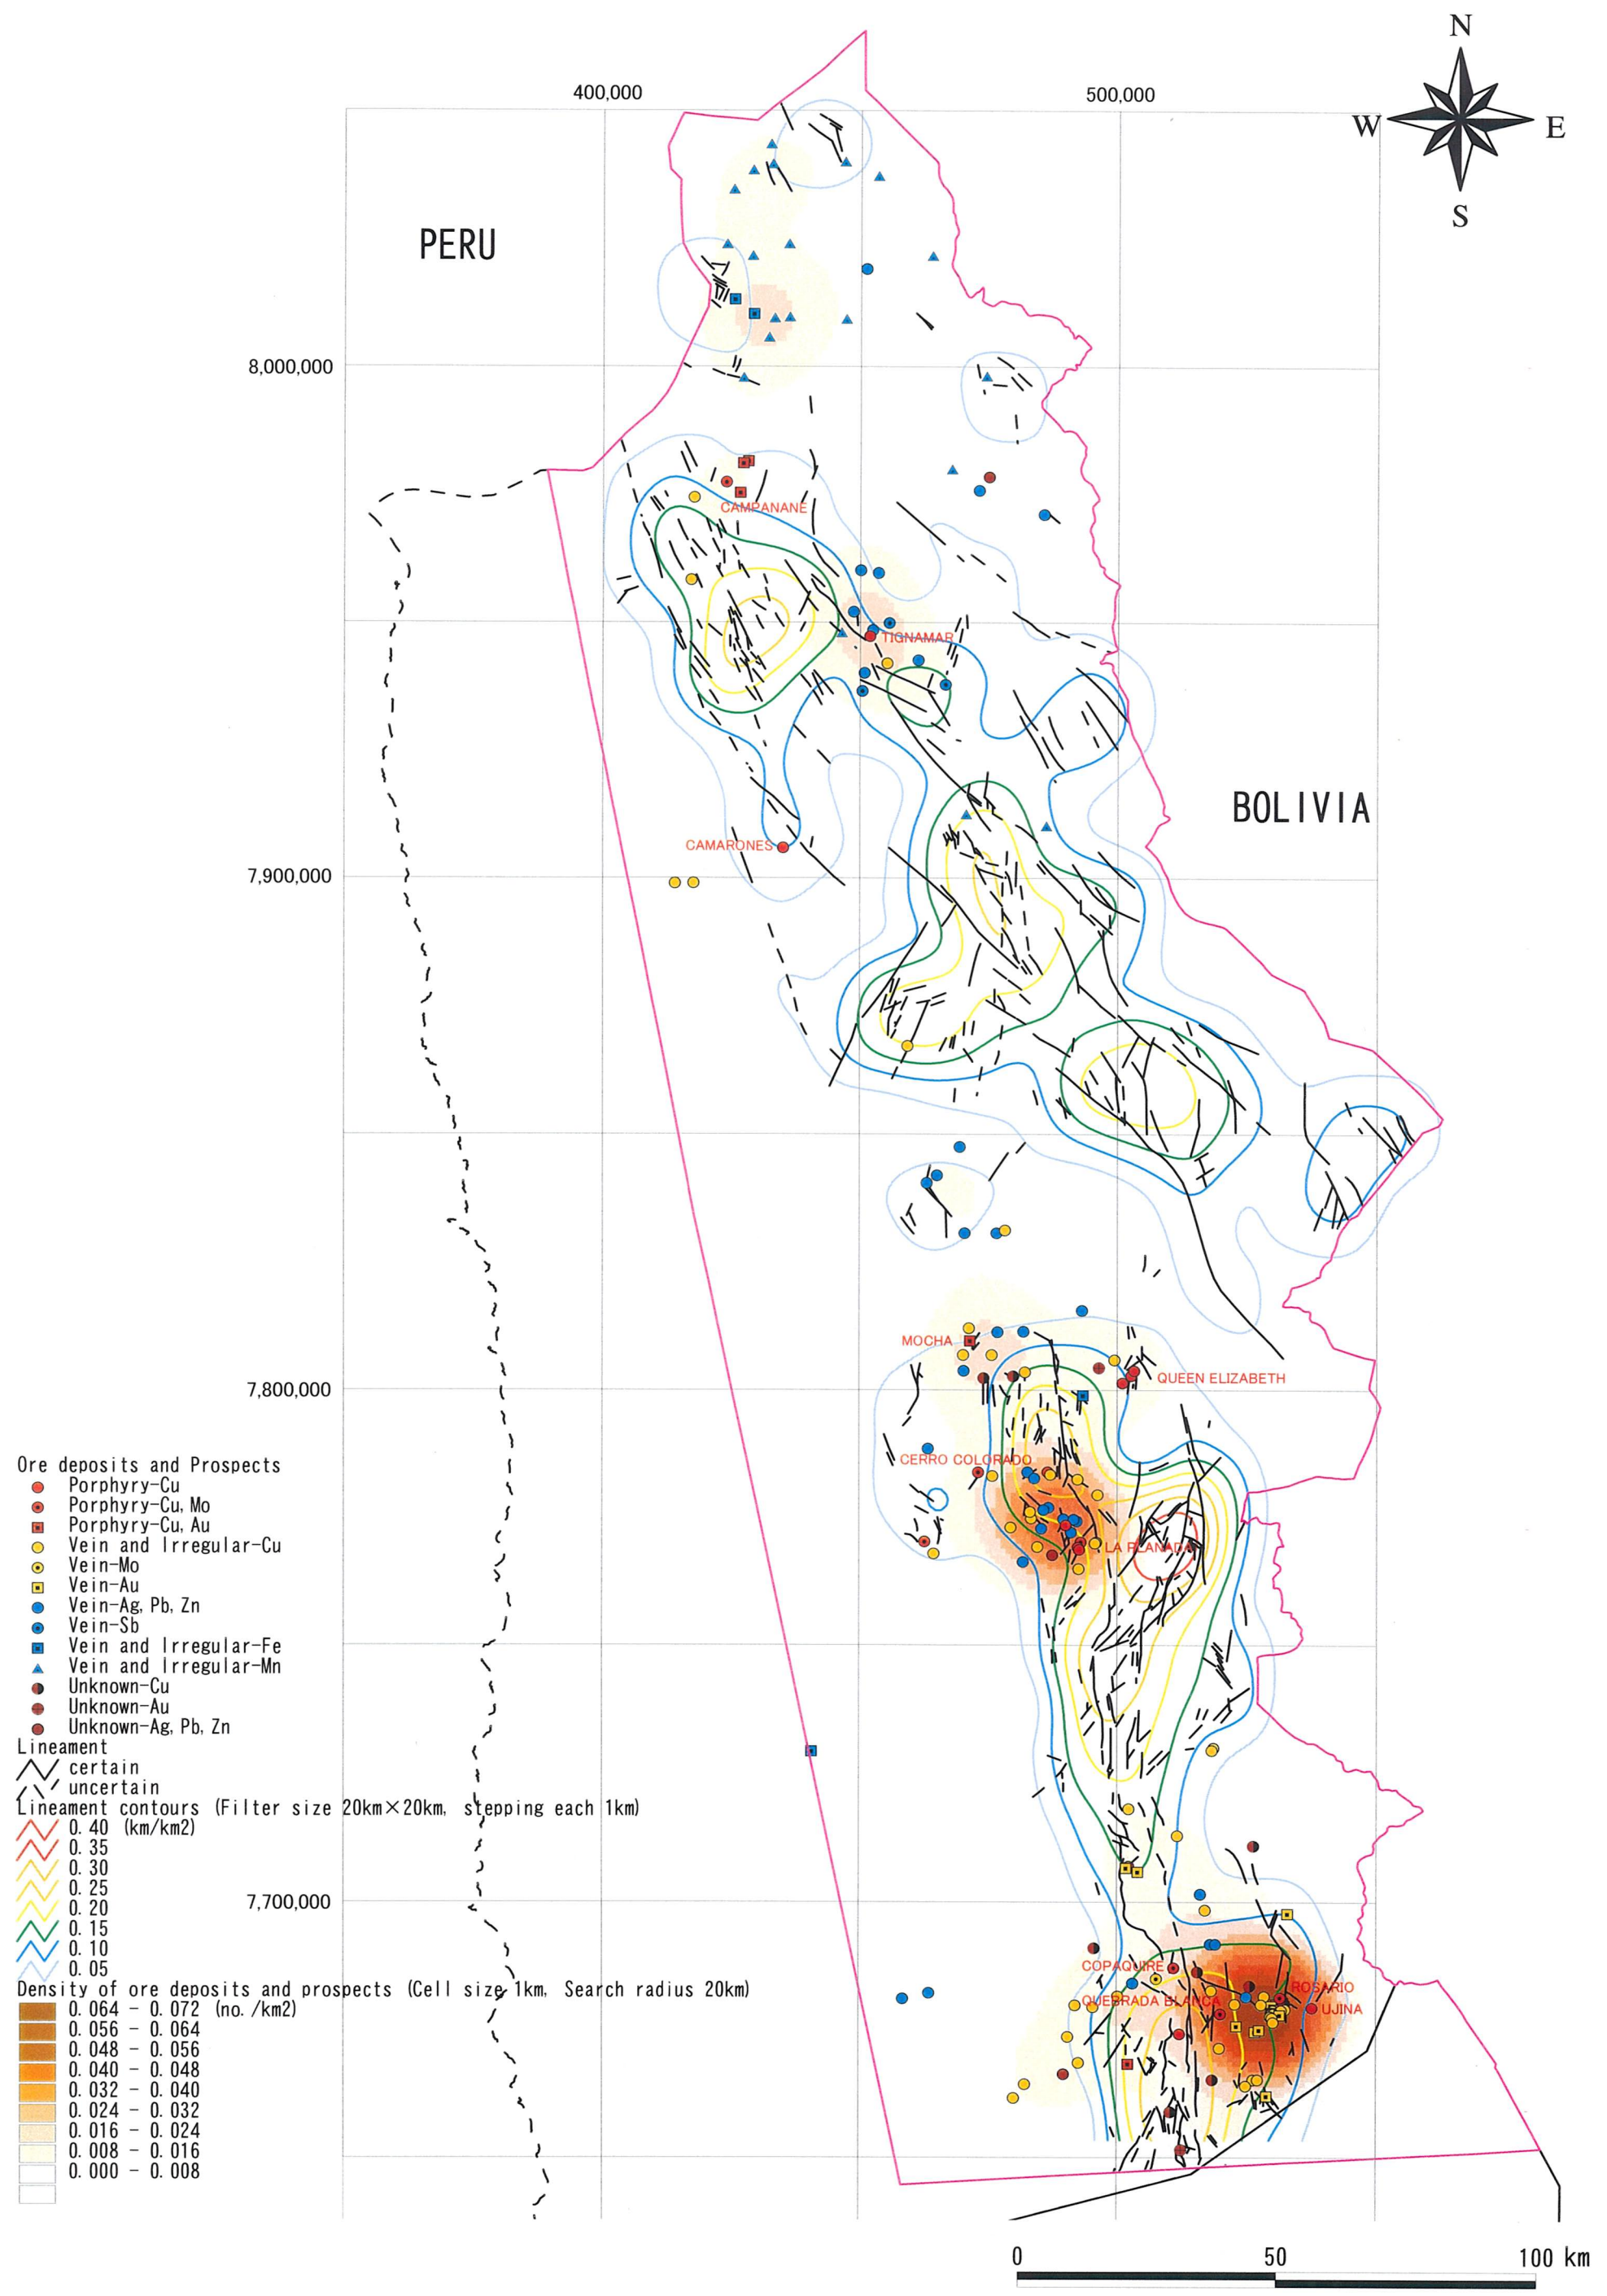 N
400,000
500,000
W
E
S
PERU
8,000,000
CAMPANANE
TIGNAMAR
BOLIVIA
CAMARONES
7,900,000
MOCHA
QUEEN ELIZABETH
7,800,000
CERRO COLORADO
LA PLANADA
7,700,000
COPAQUIRE
ROSARIO
QUEBRADA BLANCA
UJINA
Ore deposits and Prospects
Porphyry-Cu
Porphyry-Cu, Mo
Porphyry-Cu, Au
Vein and Irregular-Cu
Vein-Mo
Vein-Au
Vein-Ag, Pb, Zn
Vein-Sb
Vein and Irregular-Fe
Vein and Irregular-Mn
Unknown-Cu
Unknown-Au
Unknown-Ag, Pb, Zn
Lineament
certain
uncertain
Lineament contours (Filter size 20km×20km, stepping each 1km)
0.40 (km/km2)
0.35
0.30
0.25
0.20
0.15
0.10
0.05
Density of ore deposits and prospects (Cell size 1km, Search radius 20km)
0.064 - 0.072 (no./km2)
0.056 - 0.064
0.048 - 0.056
0.040 - 0.048
0.032 - 0.040
0.024 - 0.032
0.016 - 0.024
0.008 - 0.016
0.000 - 0.008
0 50 100 km